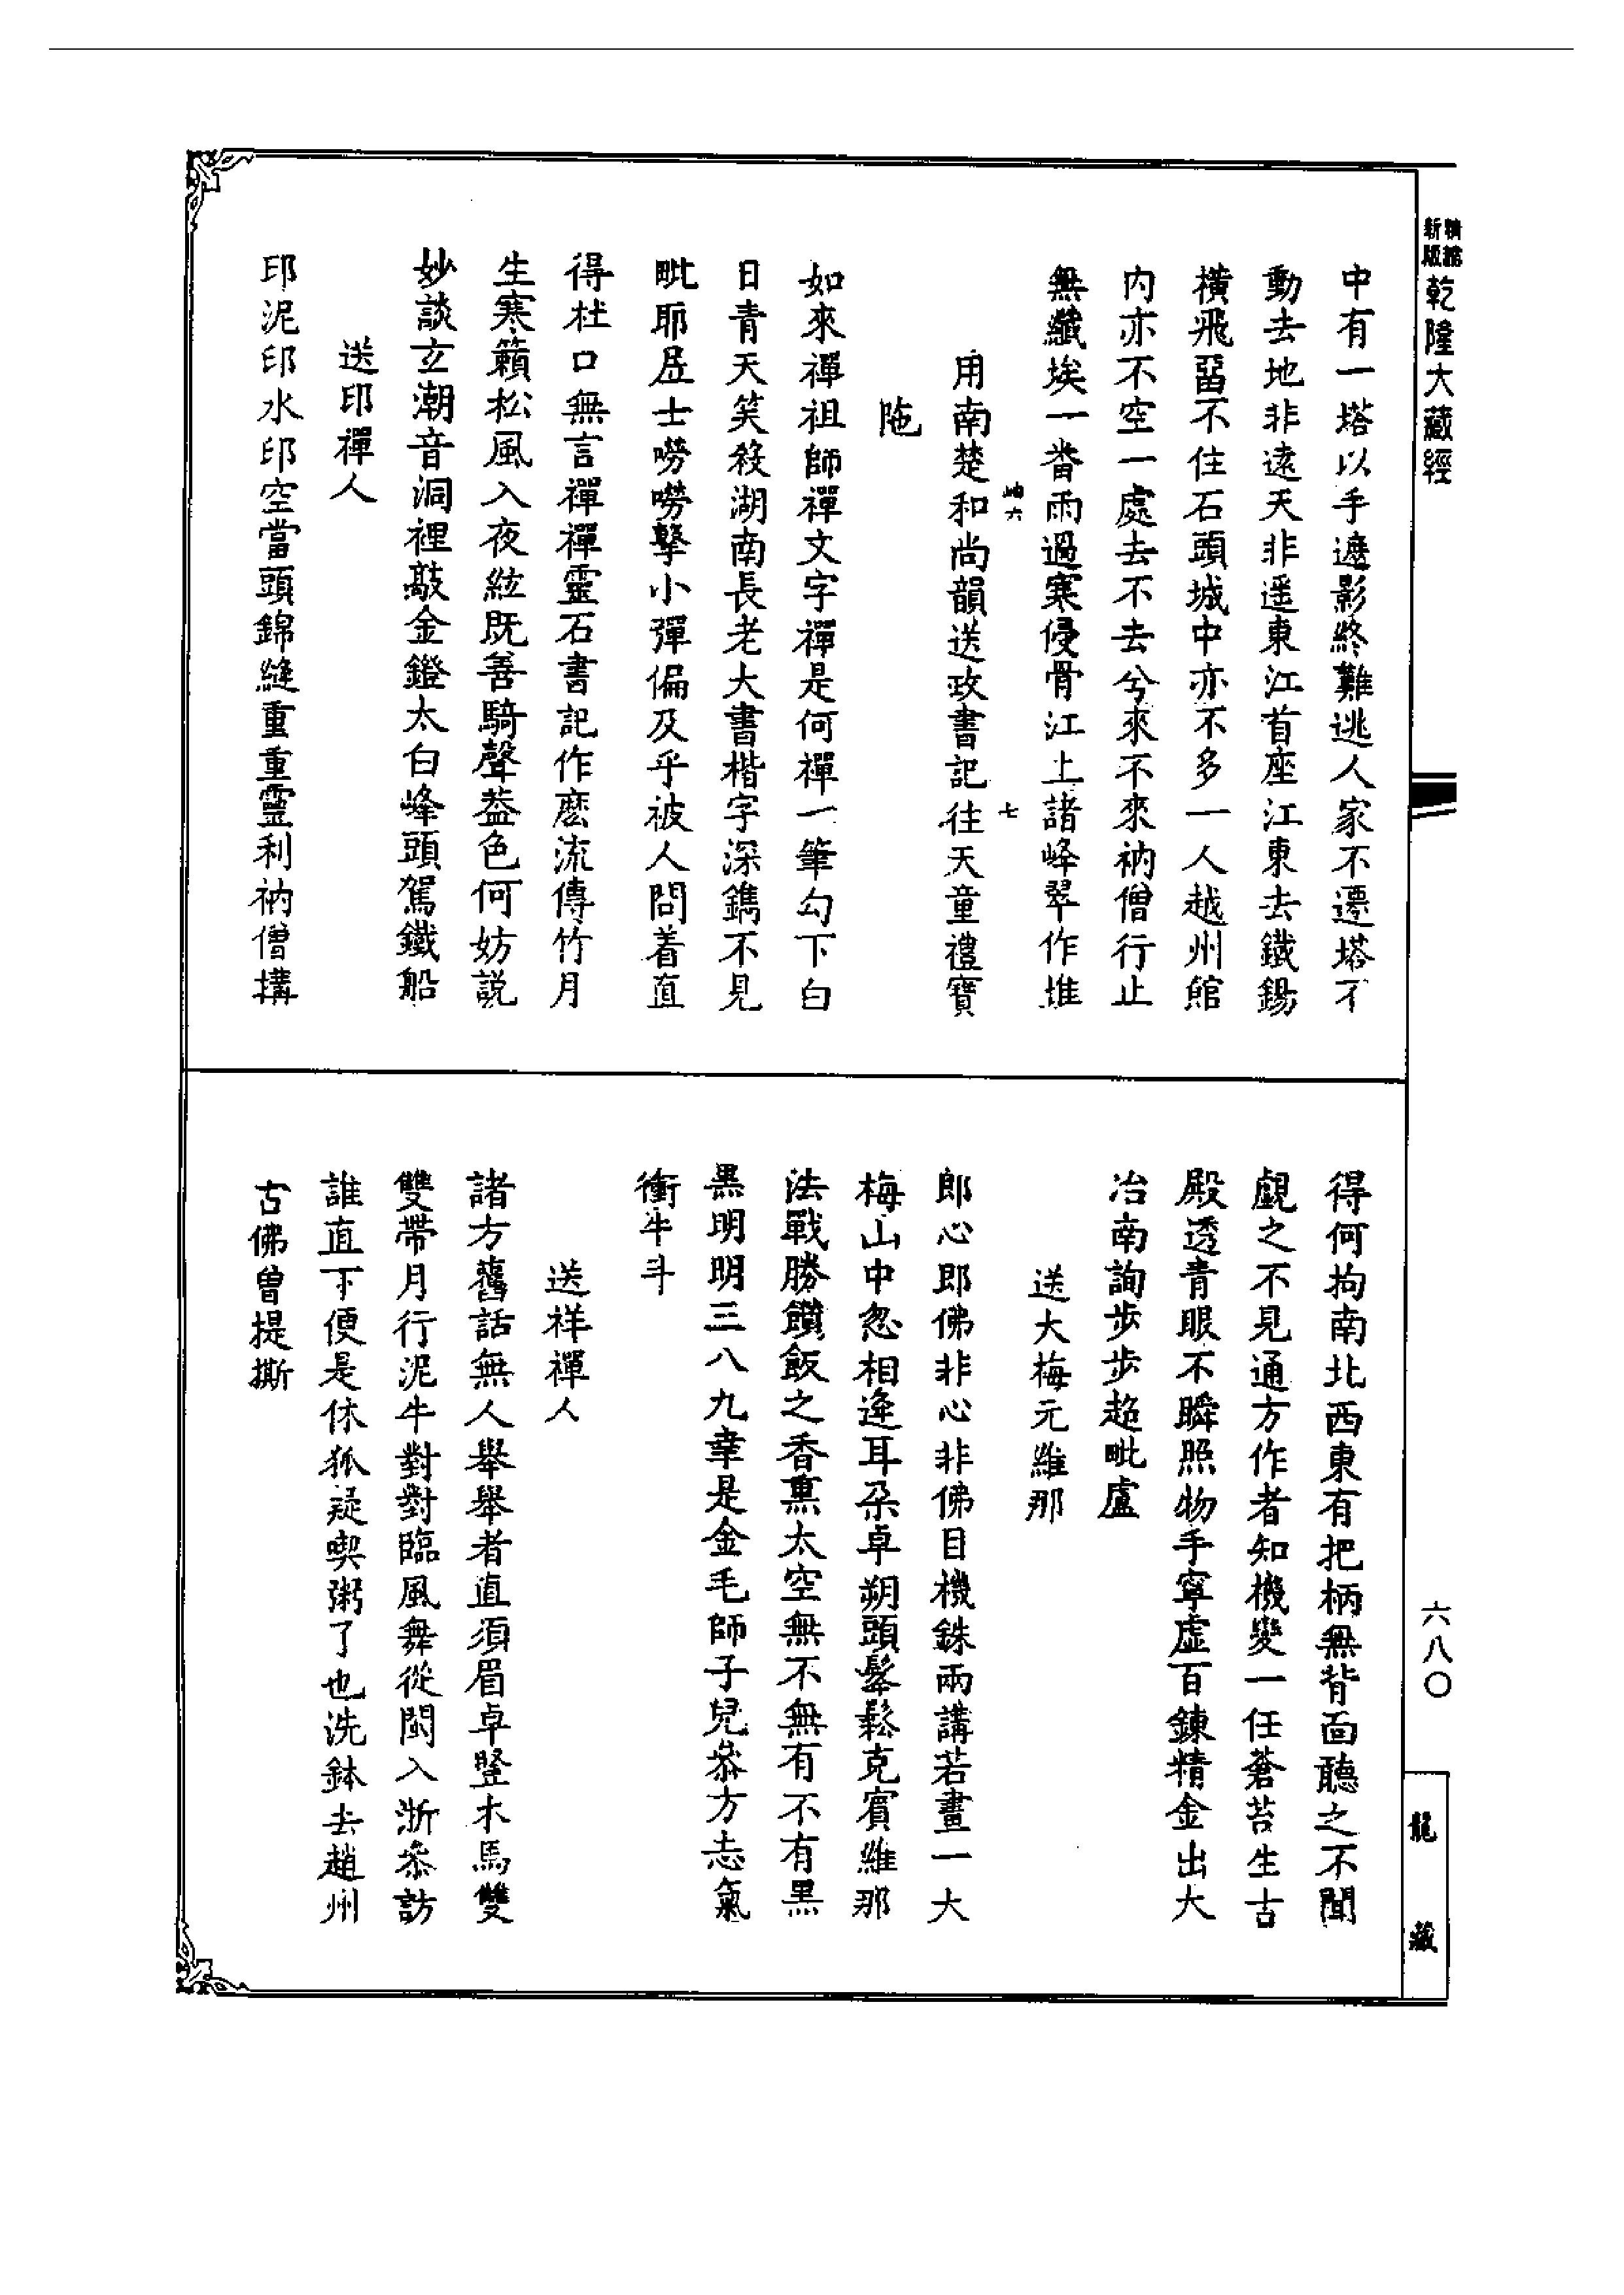 精縮新版乾隆大藏經
中有一塔以手遮影終難逃人家不遷塔不
動去地非遠天非遥東江首座江東去鐵錫
橫飛畱不住石頭城中亦不多一人越州館
内亦不空一處去不去兮來不來衲僧行止
無纖埃一番雨過寒侵骨江上諸峰翠作堆
岫六
七
用南楚和尚韻送政書記往天童禮寶
陁
如來禪祖師禪文字禪是何禪一筆勾下白
日青天笑殺湖南長老大書楷字深鐫不見
毗耶居士嘮嘮擊小彈偏及乎被人問着直
得杜口無言禪禪靈石書記作麽流傳竹月
生寒籟松風入夜絃既善騎聲葢色何妨説
妙談玄潮音洞裡敲金鐙太白峰頭駕鐵船
送印禪人
印泥印水印空當頭錦縫重重靈利衲僧搆
得何拘南北西東有把柄無背面聽之不聞
覷之不見通方作者知機變一任蒼苔生古
殿透青眼不瞬照物手寧虛百鍊精金出大
冶南詢步步超毗盧
送大梅元維那
郎心即佛非心非佛目機銖兩講若畫一大
梅山中忽相逢耳朶卓朔頭髼鬆克賓維那
法戰勝饡飯之香熏太空無不無有不有黑
黑明明三八九幸是金毛師子兒叅方志氣
衝牛斗
送祥禪人
諸方舊話無人舉舉者直須眉卓豎木馬雙
雙帶月行泥牛對對臨風舞從閩入浙叅訪
誰直下便是休狐疑喫粥了也洗鉢去趙州
古佛曾提撕
六八〇
龍藏